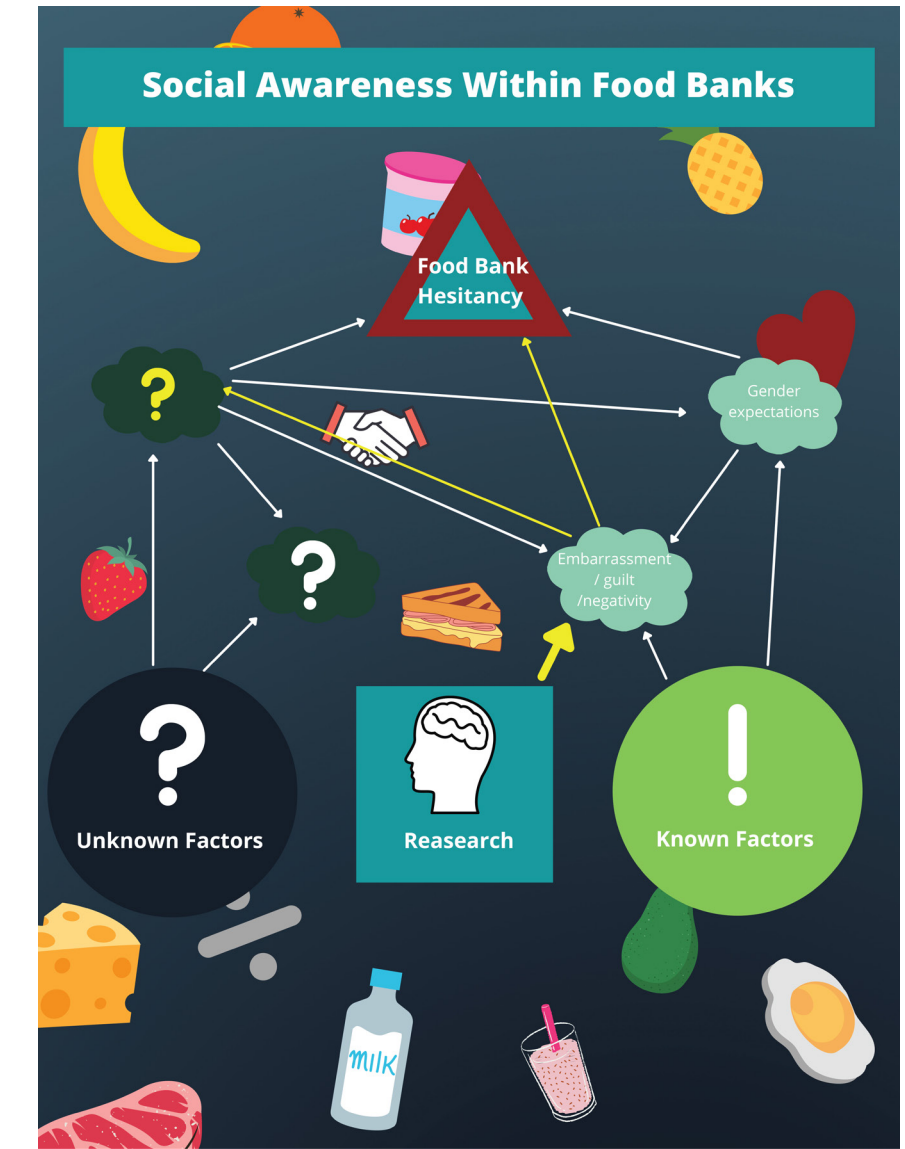 Social Awareness Within Food Banks
Food Bank
Hesitancy
?
Gender
expectations
?
Embarrassment
/ guilt
/negativity
?
Unknown Factors
Reasearch
!
Known Factors
MILK